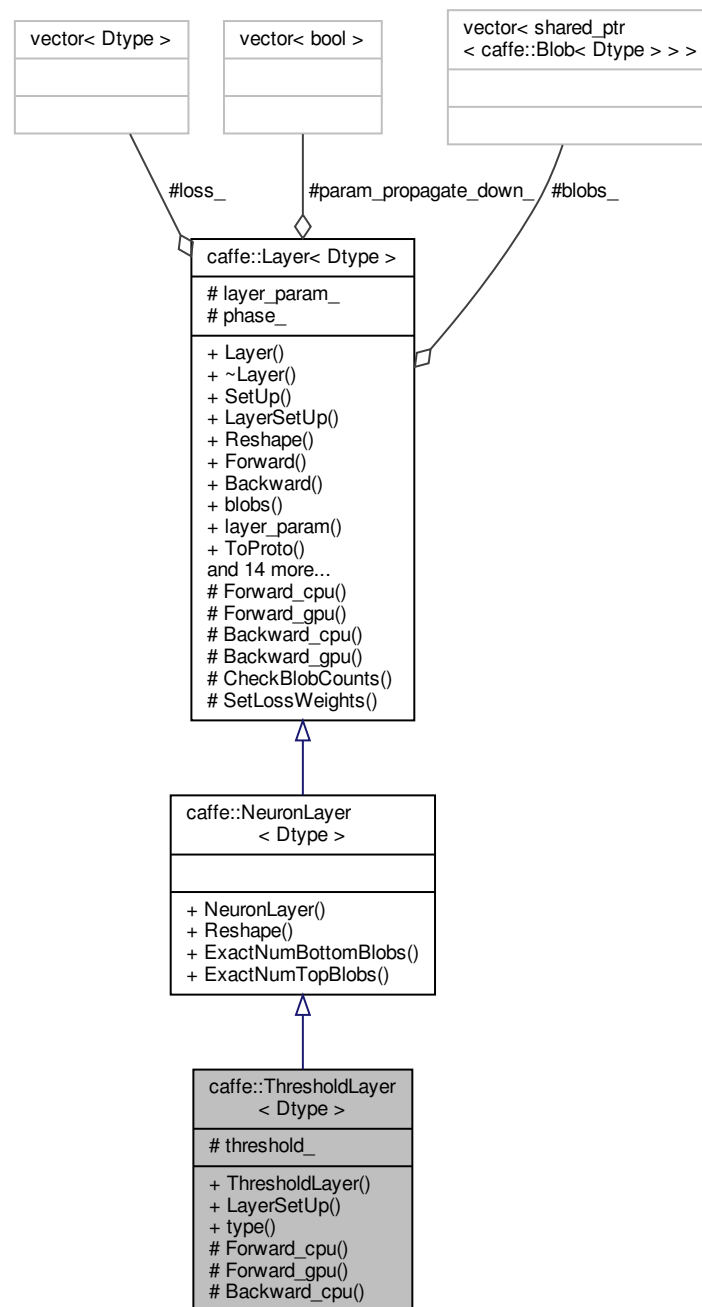 vector< Dtype >
vector< bool >
vector< shared_ptr
< caffe::Blob< Dtype > > >
#loss_
#param_propagate_down_
#blobs_
caffe::Layer< Dtype >
# layer_param_
# phase_
+ Layer()
+ ~Layer()
+ SetUp()
+ LayerSetUp()
+ Reshape()
+ Forward()
+ Backward()
+ blobs()
+ layer_param()
+ ToProto()
and 14 more...
# Forward_cpu()
# Forward_gpu()
# Backward_cpu()
# Backward_gpu()
# CheckBlobCounts()
# SetLossWeights()
caffe::NeuronLayer
< Dtype >
+ NeuronLayer()
+ Reshape()
+ ExactNumBottomBlobs()
+ ExactNumTopBlobs()
caffe::ThresholdLayer
< Dtype >
# threshold_
+ ThresholdLayer()
+ LayerSetUp()
+ type()
# Forward_cpu()
# Forward_gpu()
# Backward_cpu()